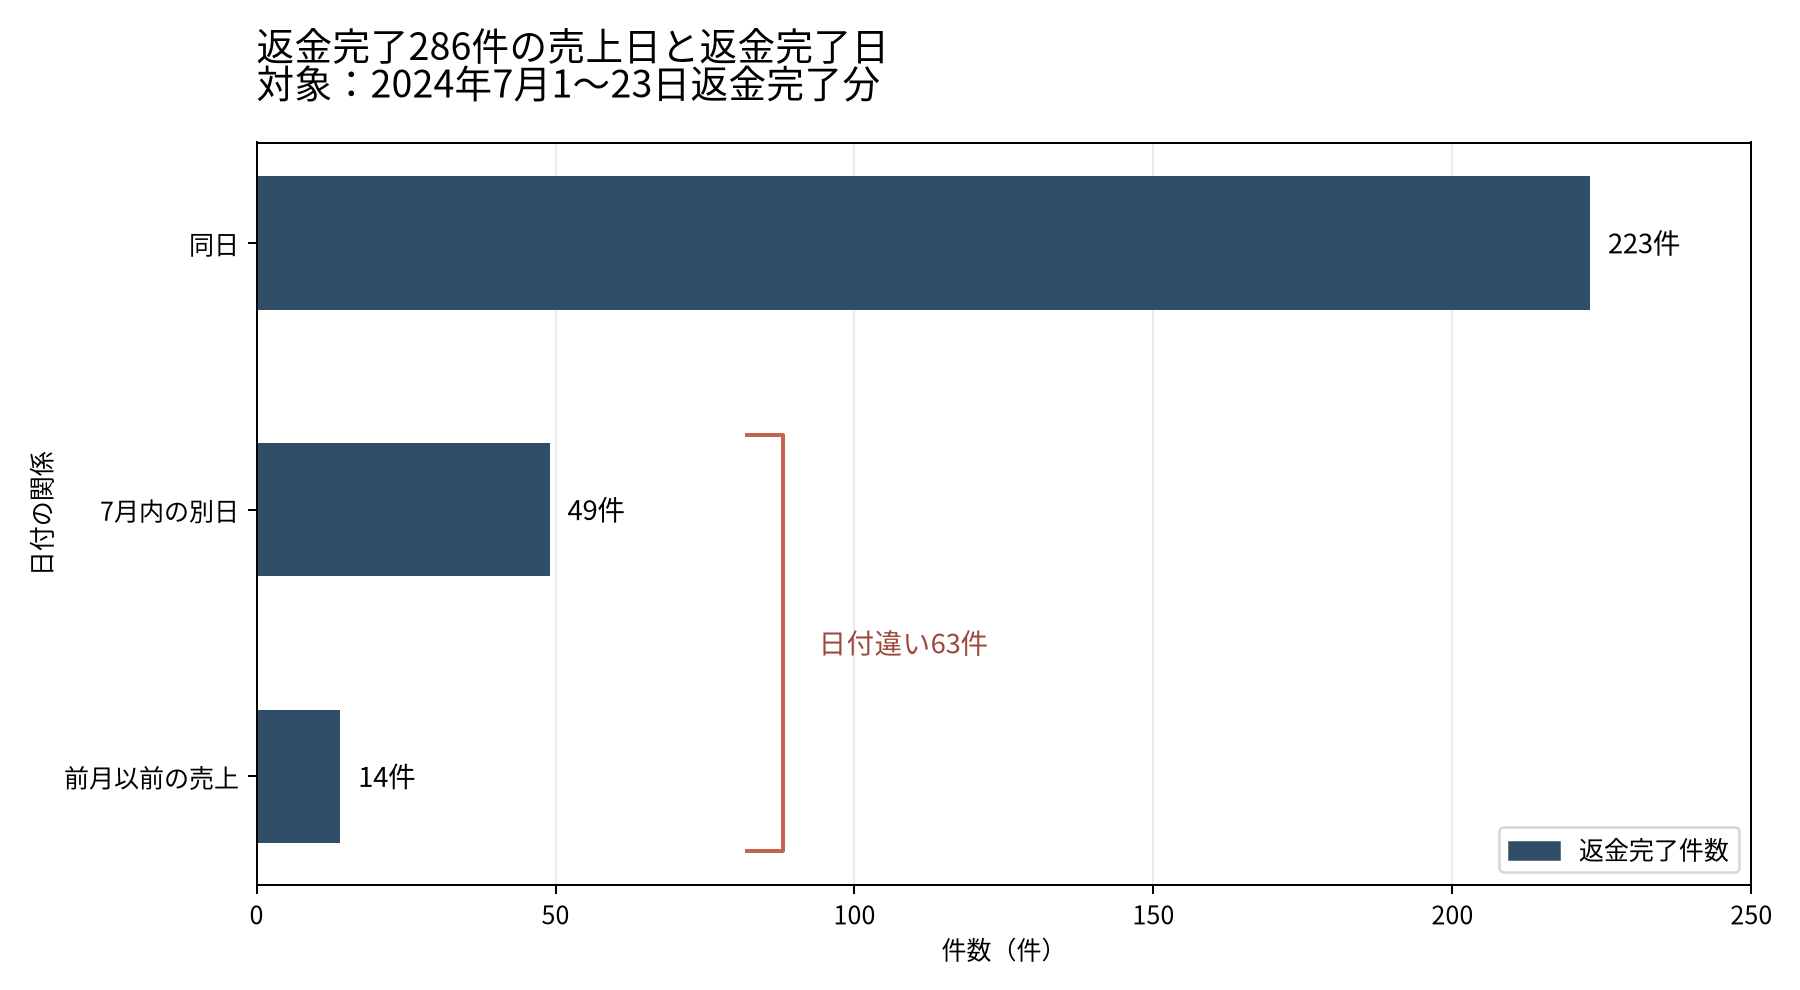 返金完了286件の売上日と返金完了日
対象：2024年7月1～23日返金完了分
日付の関係
同日
223件
7月内の別日
49件
日付違い63件
前月以前の売上
14件
返金完了件数
0 50 100 150 200 250
件数（件）